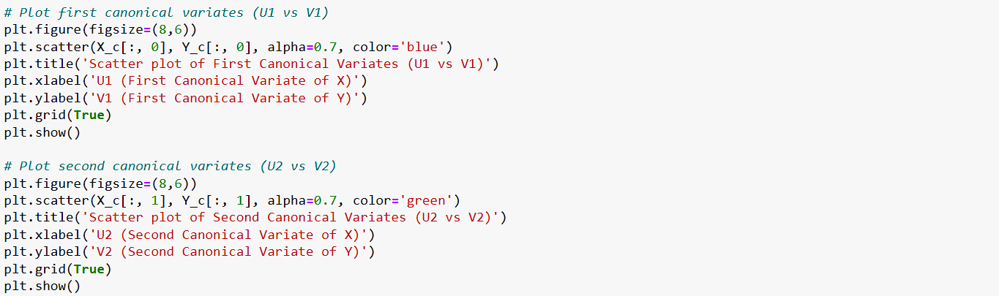 # Plot first canonical variates (U1 vs V1)
plt.figure(figsize=(8,6))
plt.scatter(X_c[:, 0], Y_c[:, 0], alpha=0.7, color='blue')
plt.title('Scatter plot of First Canonical Variates (U1 vs V1)')
plt.xlabel('U1 (First Canonical Variate of X)')
plt.ylabel('V1 (First Canonical Variate of Y)')
plt.grid(True)
plt.show()

# Plot second canonical variates (U2 vs V2)
plt.figure(figsize=(8,6))
plt.scatter(X_c[:, 1], Y_c[:, 1], alpha=0.7, color='green')
plt.title('Scatter plot of Second Canonical Variates (U2 vs V2)')
plt.xlabel('U2 (Second Canonical Variate of X)')
plt.ylabel('V2 (Second Canonical Variate of Y)')
plt.grid(True)
plt.show()